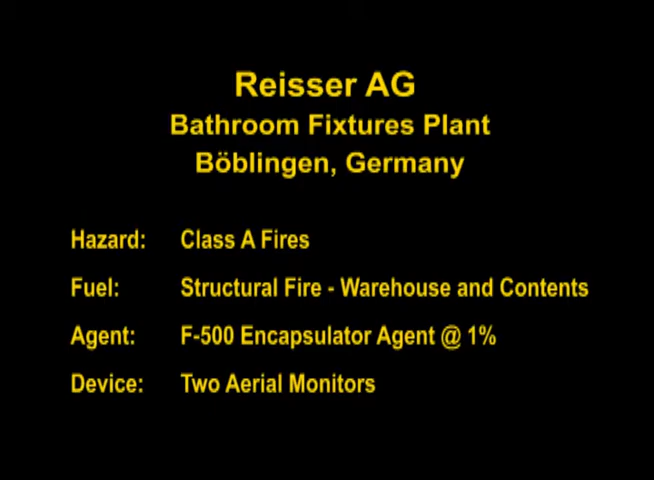 Reisser AG
Bathroom Fixtures Plant
Böblingen, Germany
Hazard: Class A Fires
Fuel: Structural Fire - Warehouse and Contents
Agent: F-500 Encapsulator Agent @ 1%
Device: Two Aerial Monitors